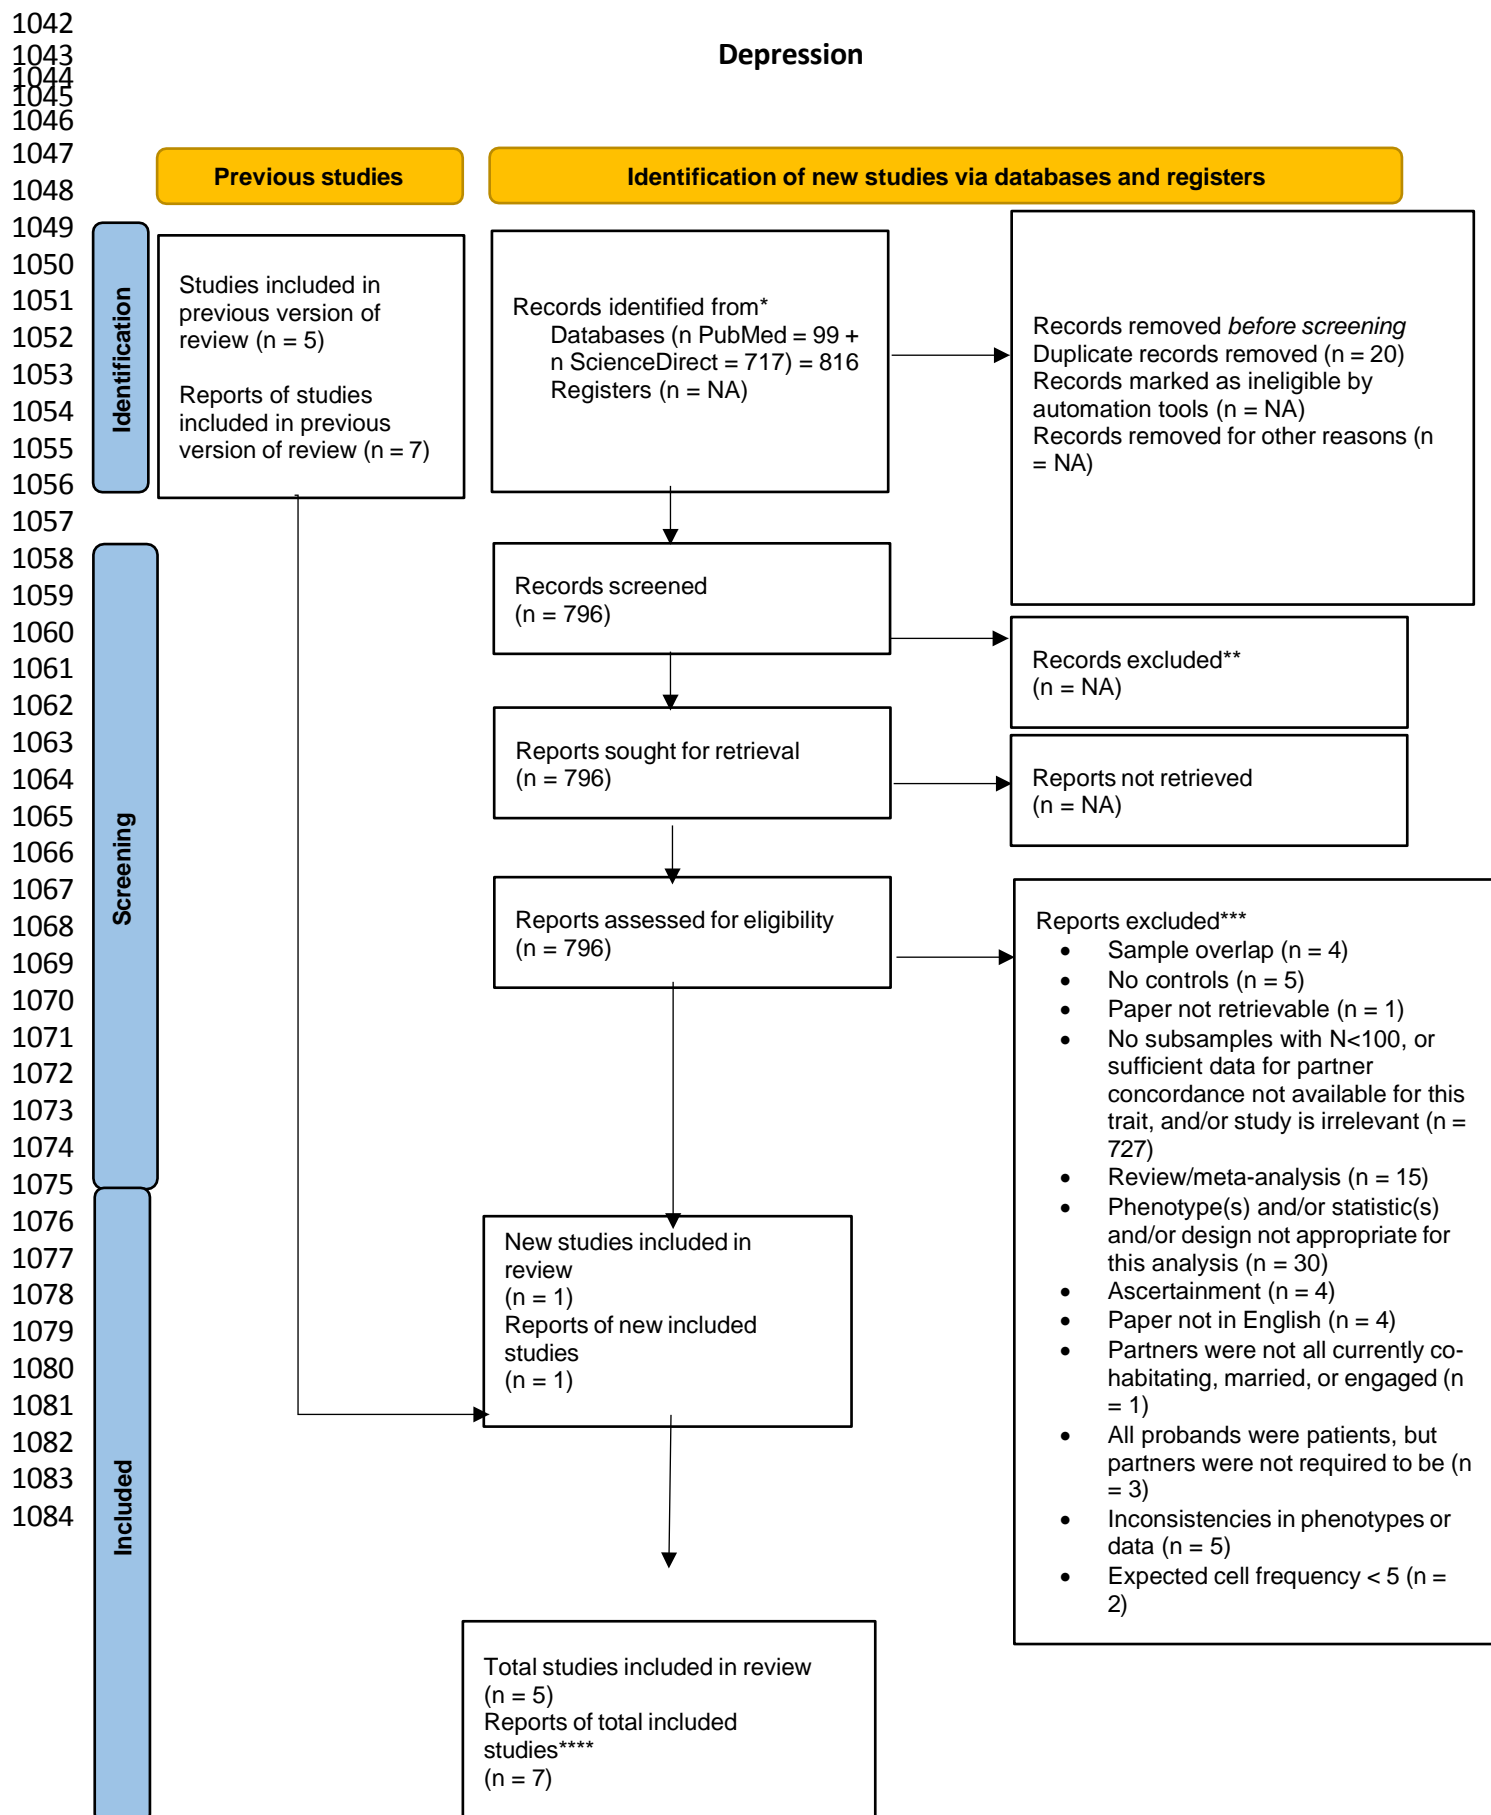 1042
1043
1044
1045
1046
1047
1048
1049
1050
1051
1052
1053
1054
1055
1056
1057
1058
1059
1060
1061
1062
1063
1064
1065
1066
1067
1068
1069
1070
1071
1072
1073
1074
1075
1076
1077
1078
1079
1080
1081
1082
1083
1084
Depression
Previous studies
Identification of new studies via databases and registers
Identification
Studies included in
previous version of
review (n = 5)
Reports of studies
included in previous
version of review (n = 7)
Records identified from*
Databases (n PubMed = 99 +
n ScienceDirect = 717) = 816
Registers (n = NA)
Records removed before screening
Duplicate records removed (n = 20)
Records marked as ineligible by
automation tools (n = NA)
Records removed for other reasons (n
= NA)
Screening
Records screened
(n = 796)
Records excluded**
(n = NA)
Reports sought for retrieval
(n = 796)
Reports not retrieved
(n = NA)
Reports assessed for eligibility
(n = 796)
Reports excluded***
• Sample overlap (n = 4)
• No controls (n = 5)
• Paper not retrievable (n = 1)
• No subsamples with N<100, or
sufficient data for partner
concordance not available for this
trait, and/or study is irrelevant (n =
727)
• Review/meta-analysis (n = 15)
• Phenotype(s) and/or statistic(s)
and/or design not appropriate for
this analysis (n = 30)
• Ascertainment (n = 4)
• Paper not in English (n = 4)
• Partners were not all currently co-
habitating, married, or engaged (n
= 1)
• All probands were patients, but
partners were not required to be (n
= 3)
• Inconsistencies in phenotypes or
data (n = 5)
• Expected cell frequency < 5 (n =
2)
Included
New studies included in
review
(n = 1)
Reports of new included
studies
(n = 1)
Total studies included in review
(n = 5)
Reports of total included
studies****
(n = 7)